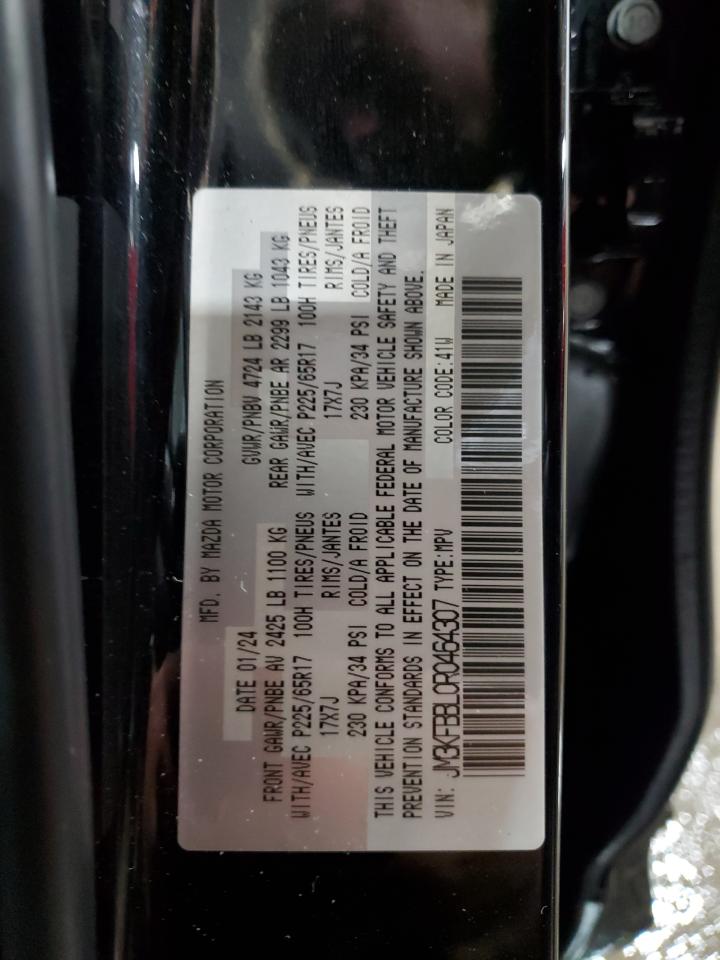 MFD. BY MAZDA MOTOR CORPORATION
DATE 01/24 GVWR/PNBV 4724 LB 2143 KG
FRONT GAWR/PNBE AV 2425 LB 1100 KG REAR GAWR/PNBE AR 2299 LB 1043 KG
WITH/AVEC P225/65R17 100H TIRES/PNEUS WITH/AVEC P225/65R17 100H TIRES/PNEUS
17X7J RIMS/JANTES 17X7J RIMS/JANTES
230 KPA/34 PSI COLD/A FROID 230 KPA/34 PSI COLD/A FROID
THIS VEHICLE CONFORMS TO ALL APPLICABLE FEDERAL MOTOR VEHICLE SAFETY AND THEFT
PREVENTION STANDARDS IN EFFECT ON THE DATE OF MANUFACTURE SHOWN ABOVE.
VIN: JM3KFBBL0R0464307 TYPE:MPV COLOR CODE:41W MADE IN JAPAN